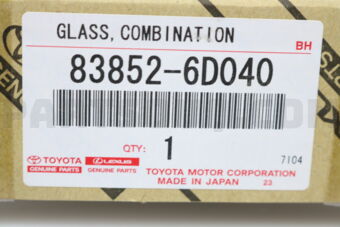 GLASS, COMBINATION
BH
83852-6D040
QTY: 1
7104
TOYOTA LEXUS
GENUINE PARTS GENUINE PARTS
TOYOTA MOTOR CORPORATION
MADE IN JAPAN 23